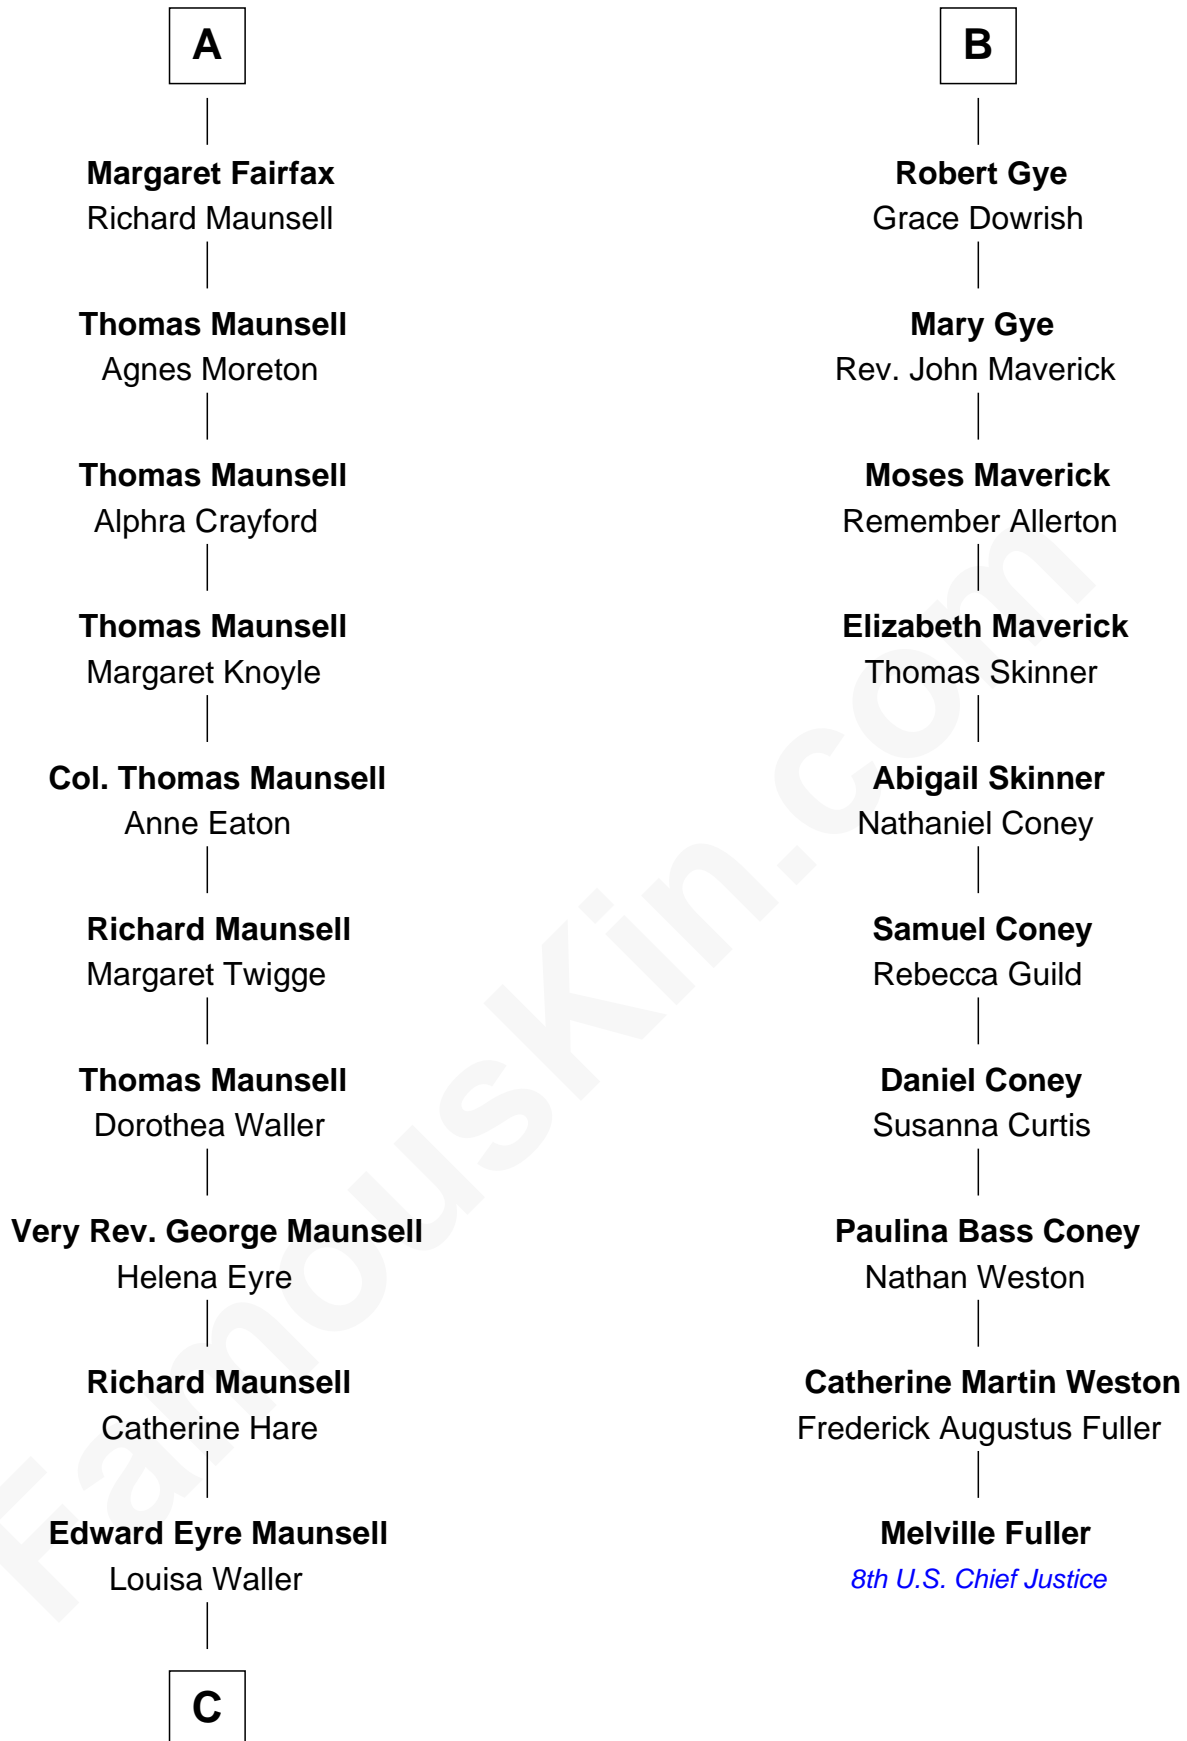 A
Margaret Fairfax
Richard Maunsell
Thomas Maunsell
Agnes Moreton
Thomas Maunsell
Alphra Crayford
Thomas Maunsell
Margaret Knoyle
Col. Thomas Maunsell
Anne Eaton
Richard Maunsell
Margaret Twigge
Thomas Maunsell
Dorothea Waller
Very Rev. George Maunsell
Helena Eyre
Richard Maunsell
Catherine Hare
Edward Eyre Maunsell
Louisa Waller
C
B
Robert Gye
Grace Dowrish
Mary Gye
Rev. John Maverick
Moses Maverick
Remember Allerton
Elizabeth Maverick
Thomas Skinner
Abigail Skinner
Nathaniel Coney
Samuel Coney
Rebecca Guild
Daniel Coney
Susanna Curtis
Paulina Bass Coney
Nathan Weston
Catherine Martin Weston
Frederick Augustus Fuller
Melville Fuller
8th U.S. Chief Justice
FamousKin.com